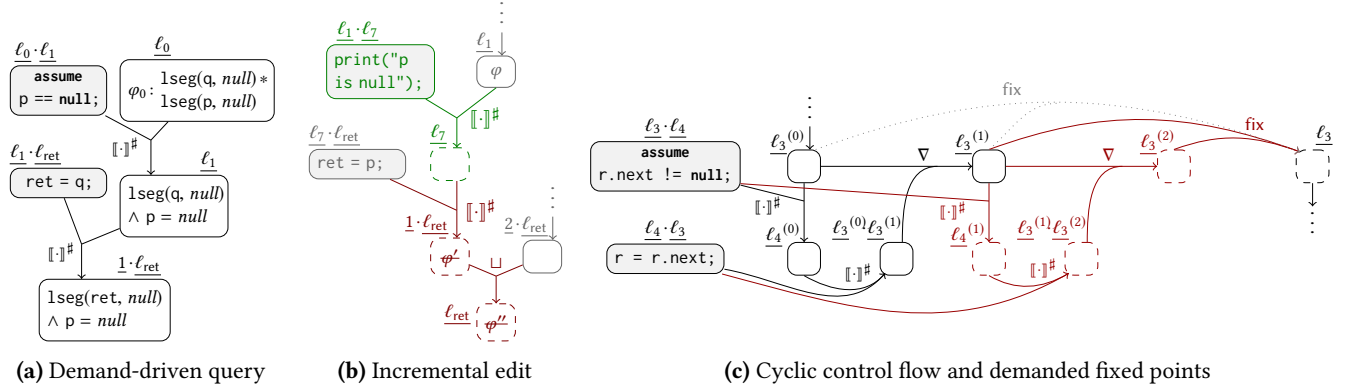 ℓ₀·ℓ₁
assume
p == null;
ℓ₀
φ₀: lseg(q, null) *
lseg(p, null)
⟦·⟧♯
ℓ₁·ℓret
ret = q;
ℓ₁
lseg(q, null)
∧ p = null
⟦·⟧♯
1·ℓret
lseg(ret, null)
∧ p = null
(a) Demand-driven query
ℓ₁·ℓ₇
print("p
is null");
ℓ₁
φ
⟦·⟧♯
ℓ₇
ℓ₇·ℓret
ret = p;
⟦·⟧♯
1·ℓret
φ′
2·ℓret
⊔
ℓret
φ″
(b) Incremental edit
fix
fix
ℓ₃·ℓ₄
assume
r.next != null;
ℓ₃⁽⁰⁾
∇
ℓ₃⁽¹⁾
∇
ℓ₃⁽²⁾
ℓ₃
⟦·⟧♯
⟦·⟧♯
ℓ₄·ℓ₃
r = r.next;
ℓ₄⁽⁰⁾
ℓ₃⁽⁰⁾·ℓ₃⁽¹⁾
ℓ₄⁽¹⁾
ℓ₃⁽¹⁾·ℓ₃⁽²⁾
⟦·⟧♯
⟦·⟧♯
(c) Cyclic control flow and demanded fixed points